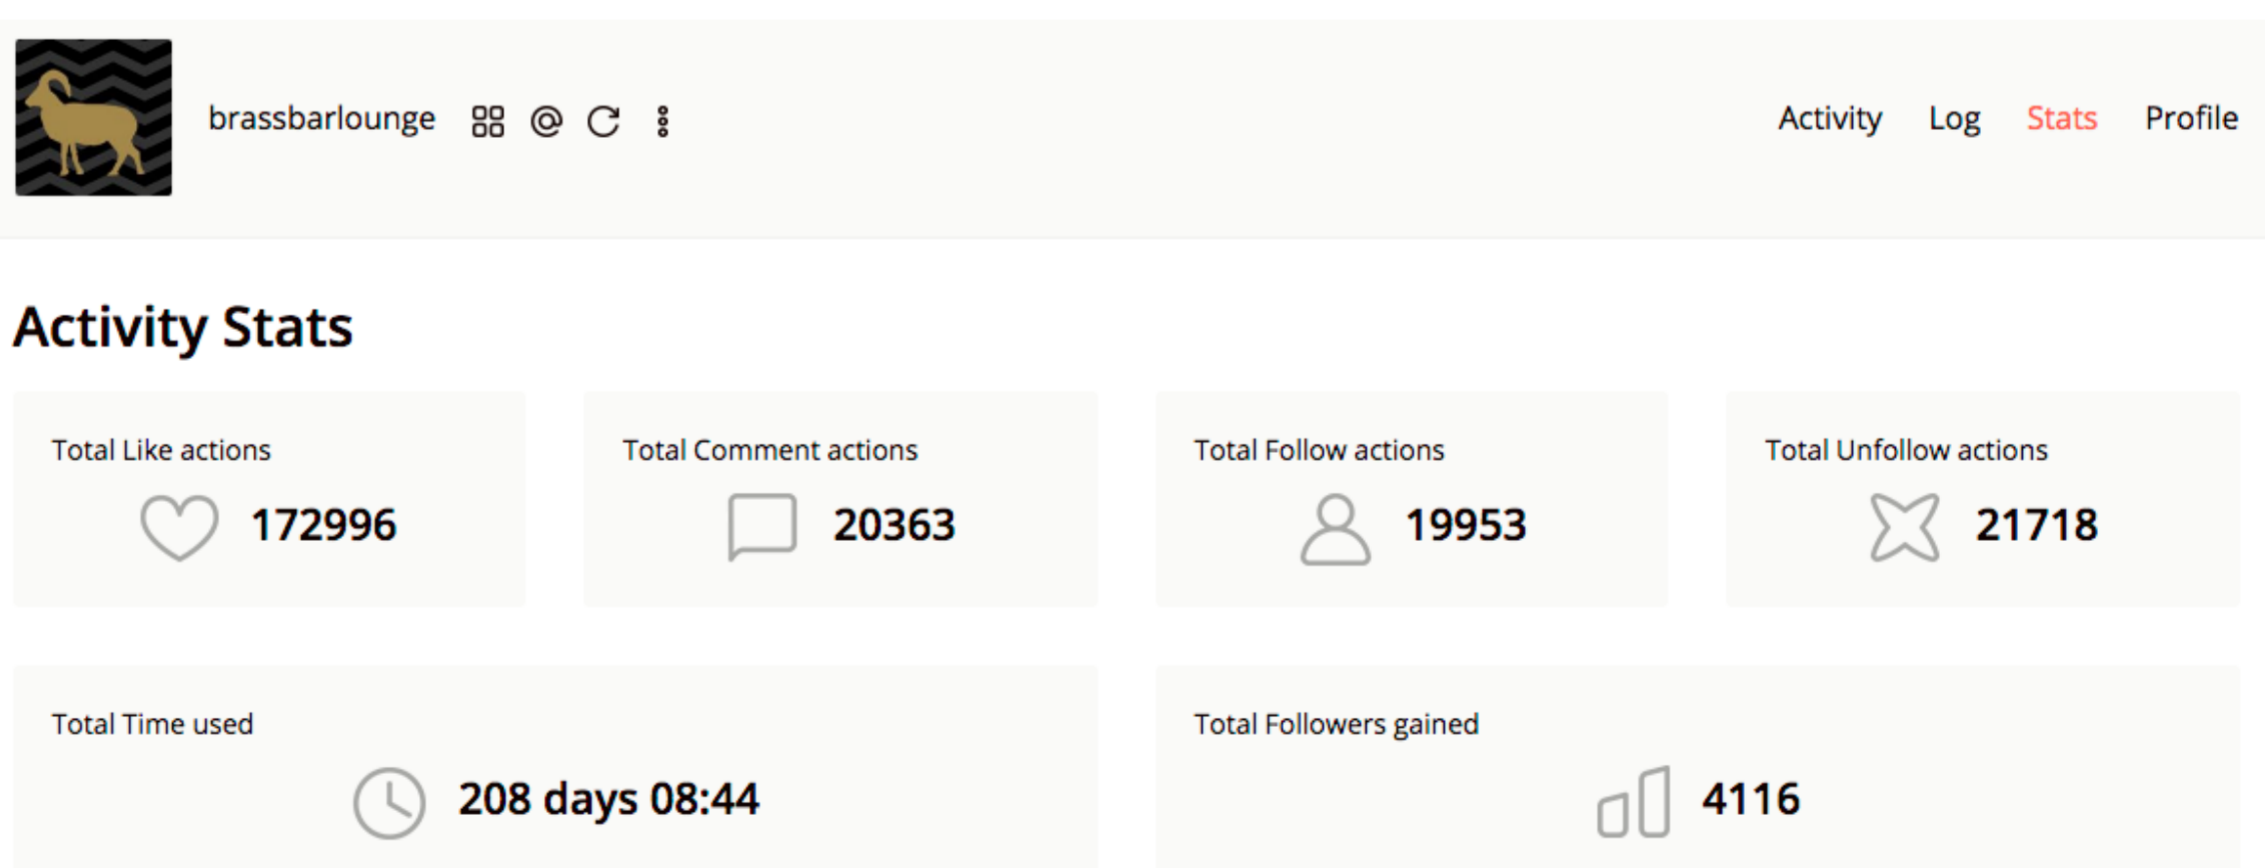 brassbarlounge Activity Log Stats Profile
Activity Stats
Total Like actions Total Comment actions Total Follow actions Total Unfollow actions
172996 20363 19953 21718
Total Time used Total Followers gained
208 days 08:44 4116